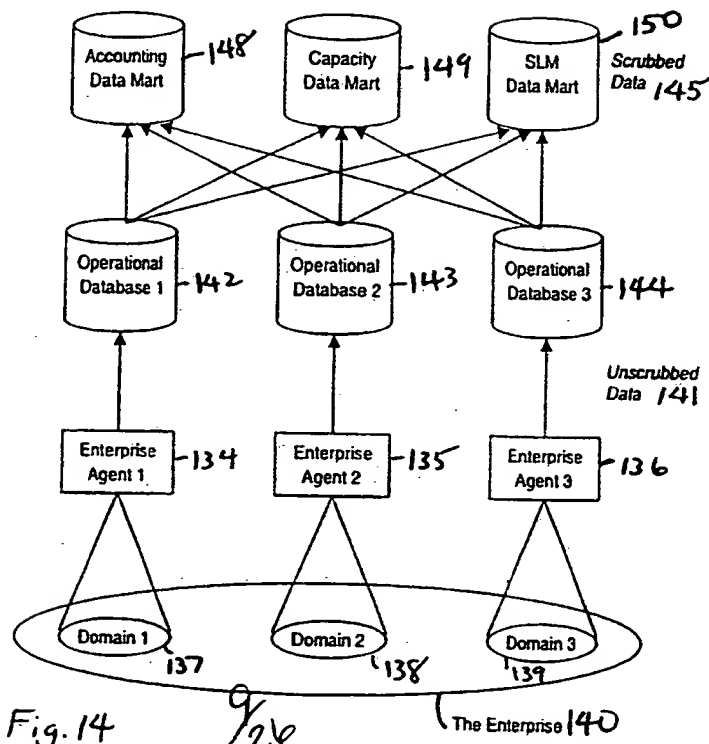 Accounting
Data Mart
148
Capacity
Data Mart
149
SLM
Data Mart
150
Scrubbed
Data 145
Operational
Database 1
142
Operational
Database 2
143
Operational
Database 3
144
Unscrubbed
Data 141
Enterprise
Agent 1
134
Enterprise
Agent 2
135
Enterprise
Agent 3
136
Domain 1
137
Domain 2
138
Domain 3
139
Fig. 14
9/26
The Enterprise 140